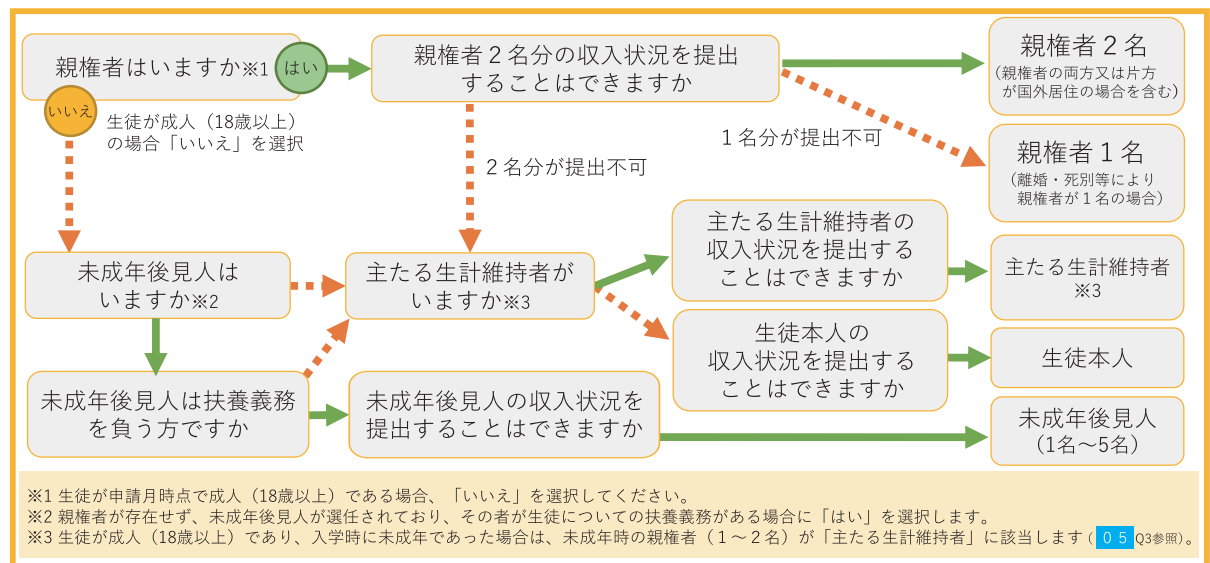 親権者はいますか※1
はい
いいえ
生徒が成人（18歳以上）
の場合「いいえ」を選択
親権者２名分の収入状況を提出
することはできますか
２名分が提出不可
１名分が提出不可
親権者２名
(親権者の両方又は片方
が国外居住の場合を含む)
親権者１名
(離婚・死別等により
親権者が１名の場合)
未成年後見人は
いますか※2
主たる生計維持者が
いますか※3
主たる生計維持者の
収入状況を提出する
ことはできますか
主たる生計維持者
※3
生徒本人の
収入状況を提出する
ことはできますか
生徒本人
未成年後見人は扶養義務
を負う方ですか
未成年後見人の収入状況を
提出することはできますか
未成年後見人
(1名～5名)
※1 生徒が申請月時点で成人（18歳以上）である場合、「いいえ」を選択してください。
※2 親権者が存在せず、未成年後見人が選任されており、その者が生徒についての扶養義務がある場合に「はい」を選択します。
※3 生徒が成人（18歳以上）であり、入学時に未成年であった場合は、未成年時の親権者（１～２名）が「主たる生計維持者」に該当します（ ０５ Q3参照）。